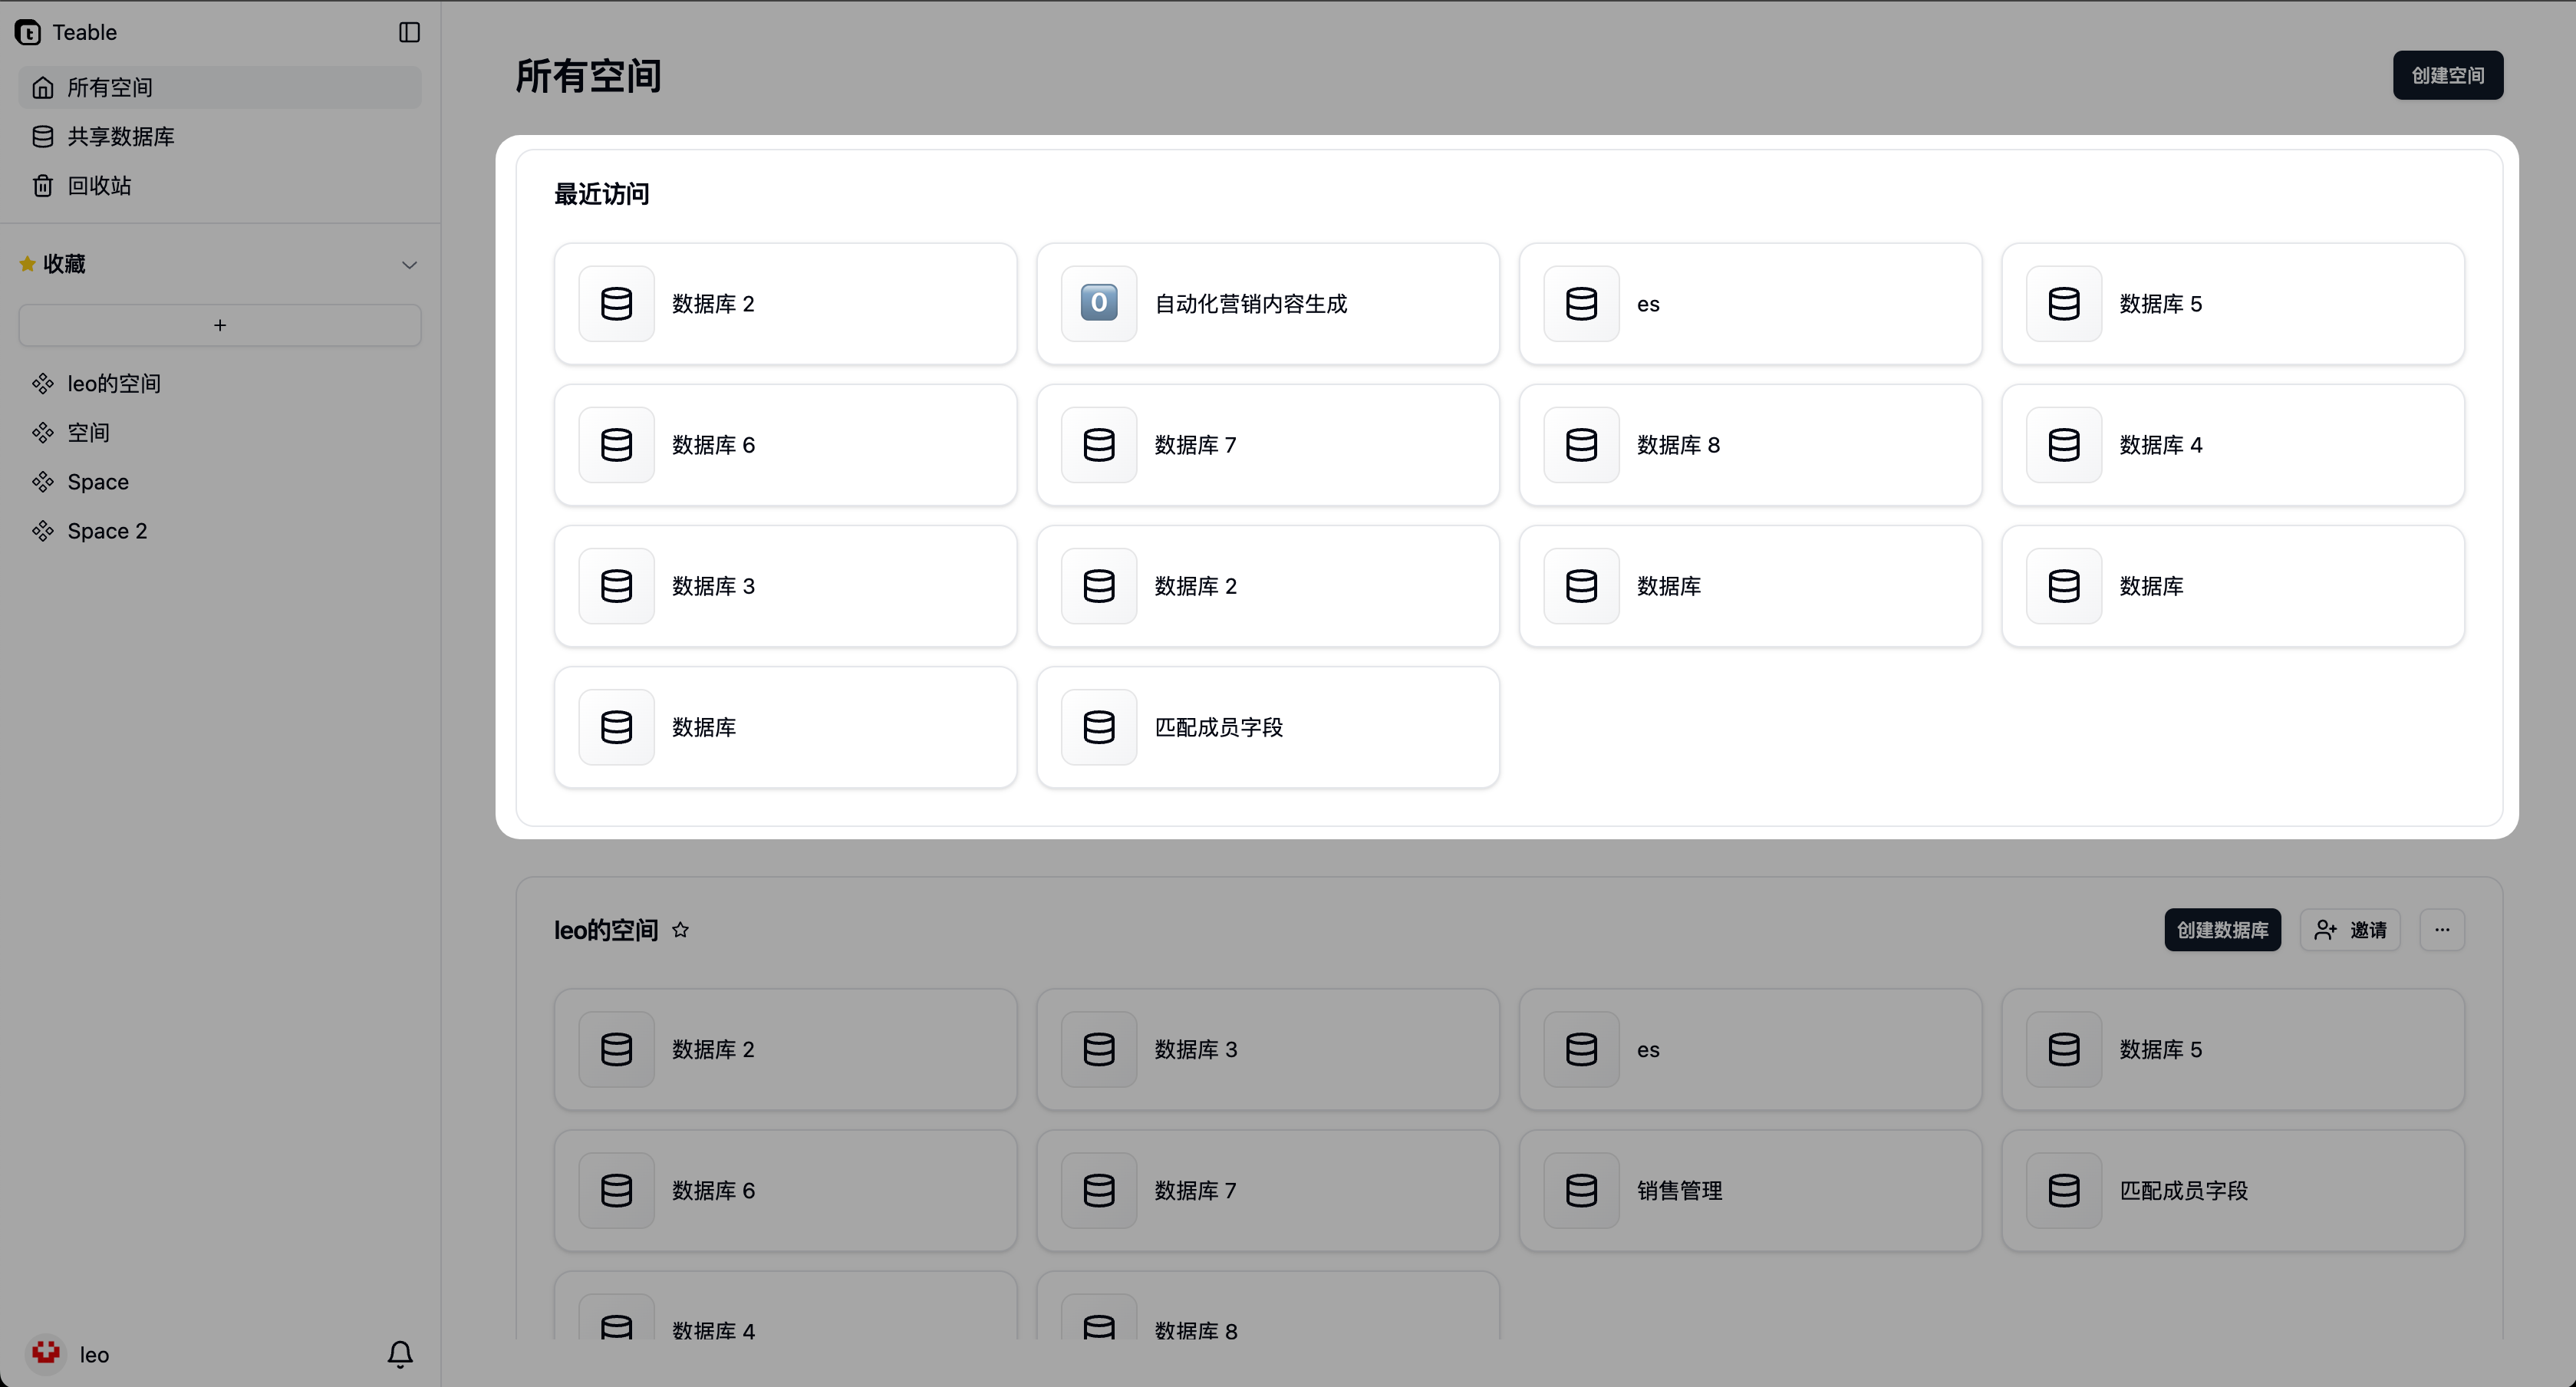 Teable
所有空间
共享数据库
回收站
收藏
+
leo的空间
空间
Space
Space 2
leo
所有空间
创建空间
最近访问
数据库 2
自动化营销内容生成
es
数据库 5
数据库 6
数据库 7
数据库 8
数据库 4
数据库 3
数据库 2
数据库
数据库
数据库
匹配成员字段
leo的空间
创建数据库
邀请
···
数据库 2
数据库 3
es
数据库 5
数据库 6
数据库 7
销售管理
匹配成员字段
数据库 4
数据库 8